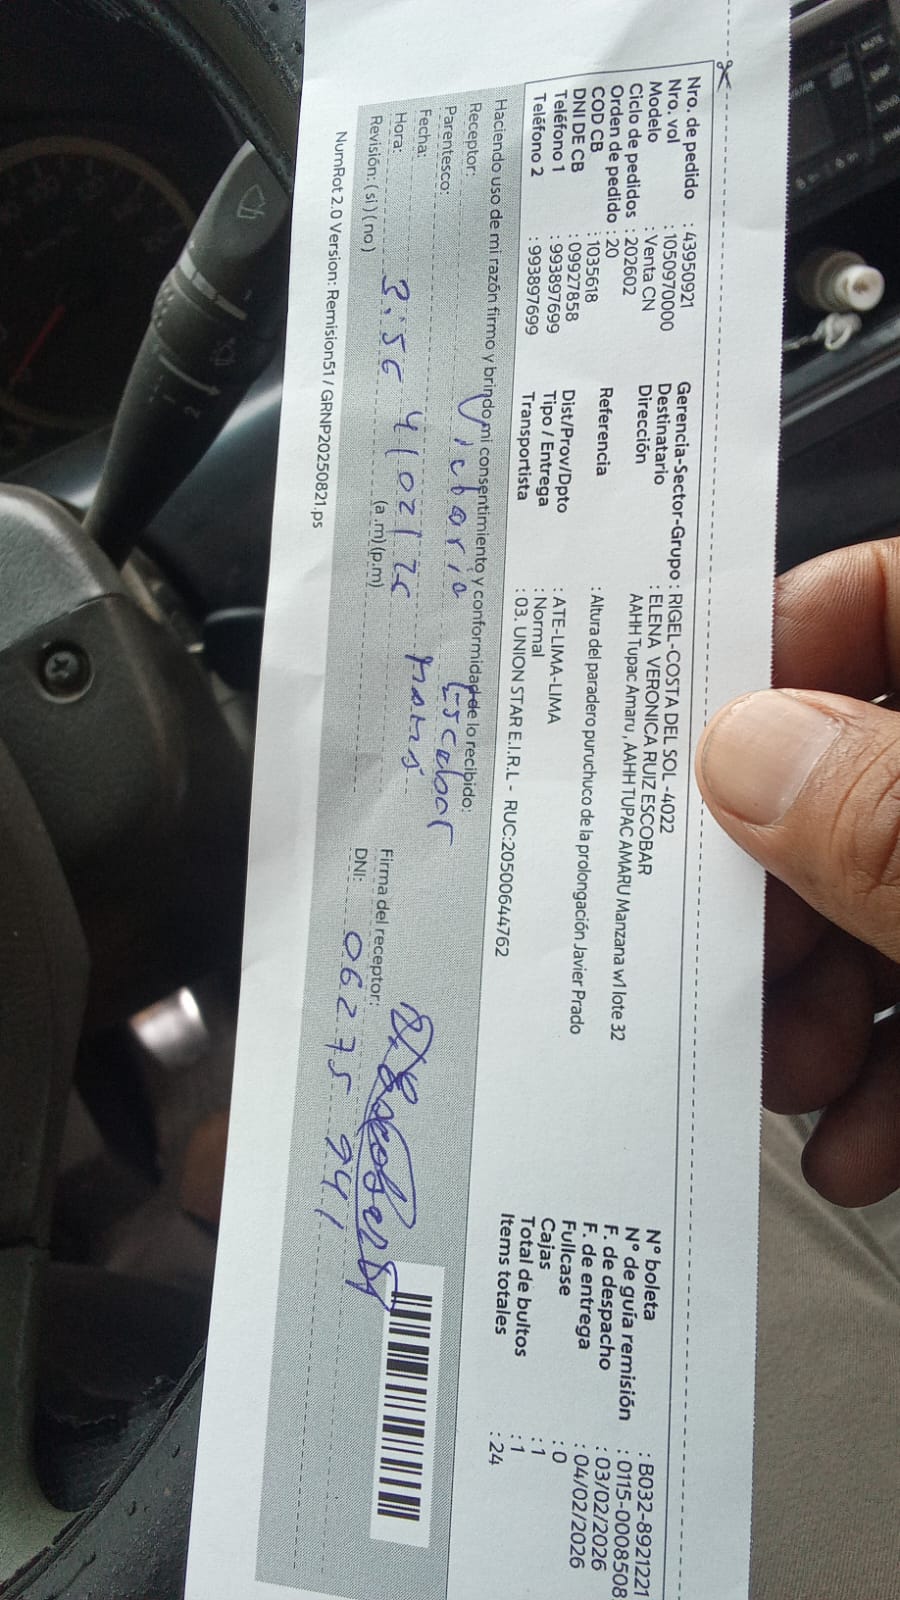 Nro. de pedido : 43950921
Nro. vol : 105097000
Modelo : Venta CN
Ciclo de pedidos : 202602
Orden de pedido : 20
COD CB : 1035618
DNI DE CB : 09927858
Teléfono 1 : 993897699
Teléfono 2 : 993897699
Gerencia-Sector-Grupo : RIGEL-COSTA DEL SOL -4022
Destinatario : ELENA VERONICA RUIZ ESCOBAR
Dirección AAHH Tupac Amaru , AAHH TUPAC AMARU Manzana w1 lote 32
Referencia : Altura del paradero puruchuco de la prolongación Javier Prado
Dist/Prov/Dpto : ATE-LIMA-LIMA
Tipo / Entrega : Normal
Transportista : 03. UNION STAR E.I.R.L - RUC:20500644762
N° boleta : B032-8921221
N° de guía remisión : 0115-0008508
F. de despacho : 03/02/2026
F. de entrega : 04/02/2026
Fullcase : 0
Cajas : 1
Total de bultos : 1
Items totales : 24
Haciendo uso de mi razón firmo y brindo mi consentimiento y conformidad de lo recibido:
Receptor: Victoria Escobar
Parentesco: mamá
Fecha: 4/02/26
Hora: 3:56 (a .m) (p.m)
Revisión: ( si ) ( no )
Firma del receptor:
DNI: 06275941
NumRot 2.0 Version: Remision51 / GRNP20250821.ps